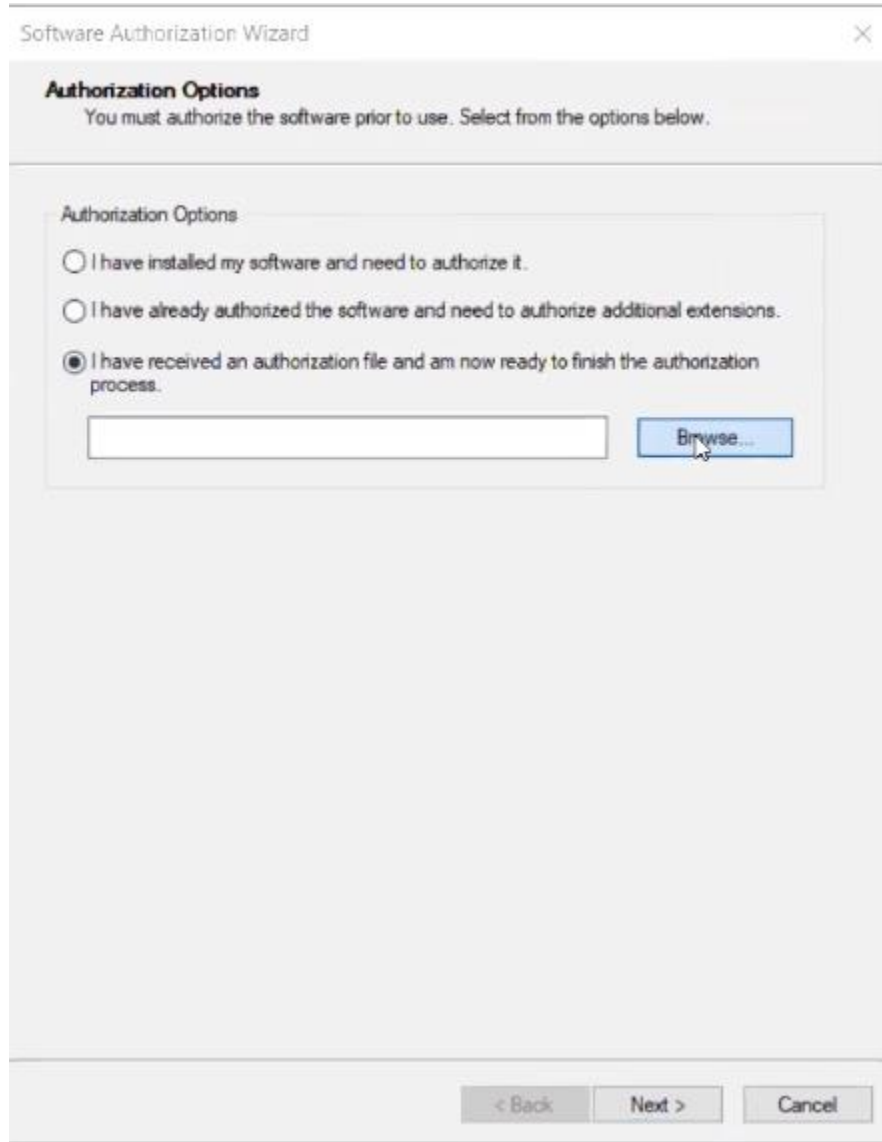 Software Authorization Wizard
Authorization Options
You must authorize the software prior to use. Select from the options below.
Authorization Options
I have installed my software and need to authorize it.
I have already authorized the software and need to authorize additional extensions.
I have received an authorization file and am now ready to finish the authorization
process.
Browse...
< Back
Next >
Cancel